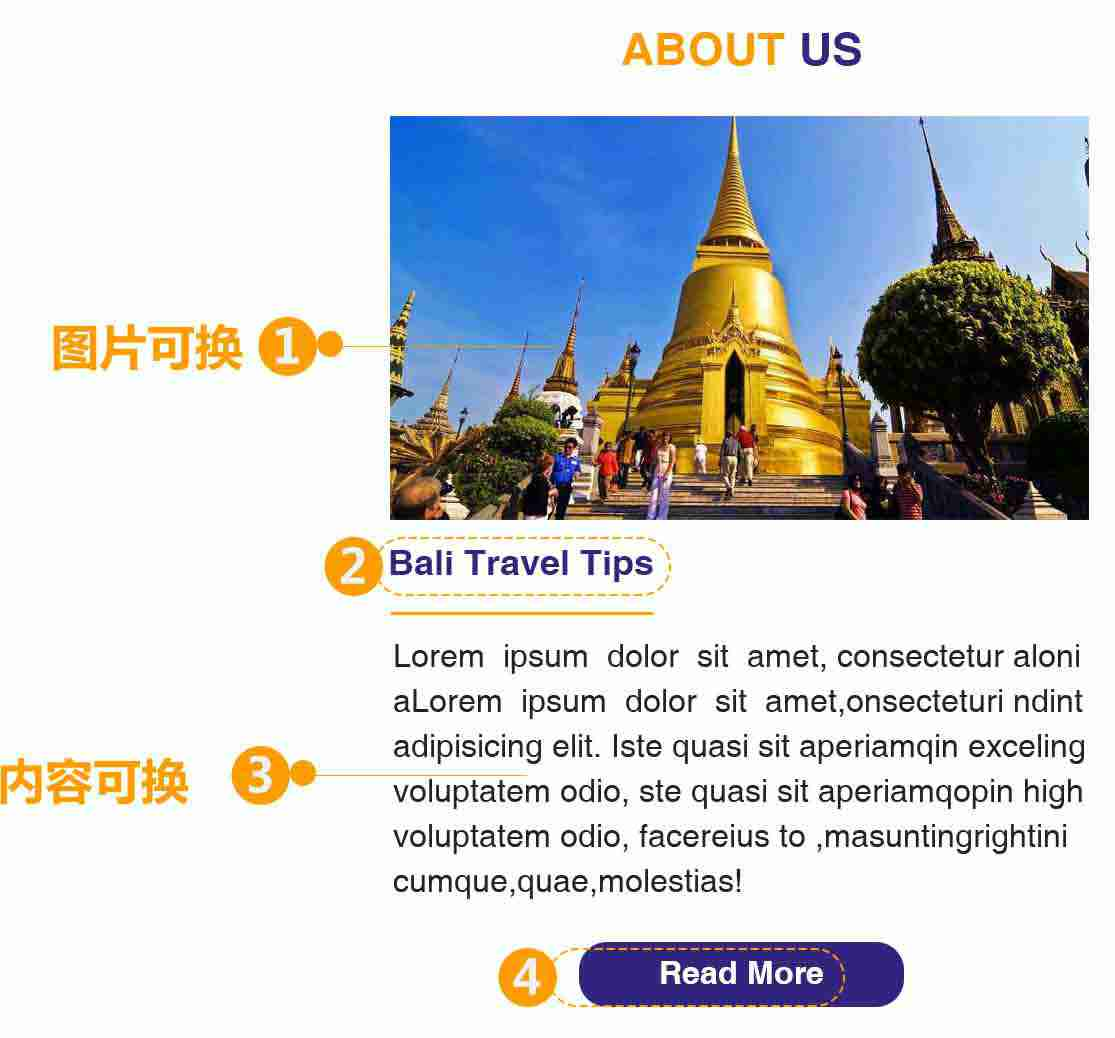 ABOUT US
图片可换 1
2 Bali Travel Tips
Lorem ipsum dolor sit amet, consectetur aloni
aLorem ipsum dolor sit amet,onsecteturi ndint
adipisicing elit. Iste quasi sit aperiamqin exceling
内容可换 3
voluptatem odio, ste quasi sit aperiamqopin high
voluptatem odio, facereius to ,masuntingrightini
cumque,quae,molestias!
4 Read More